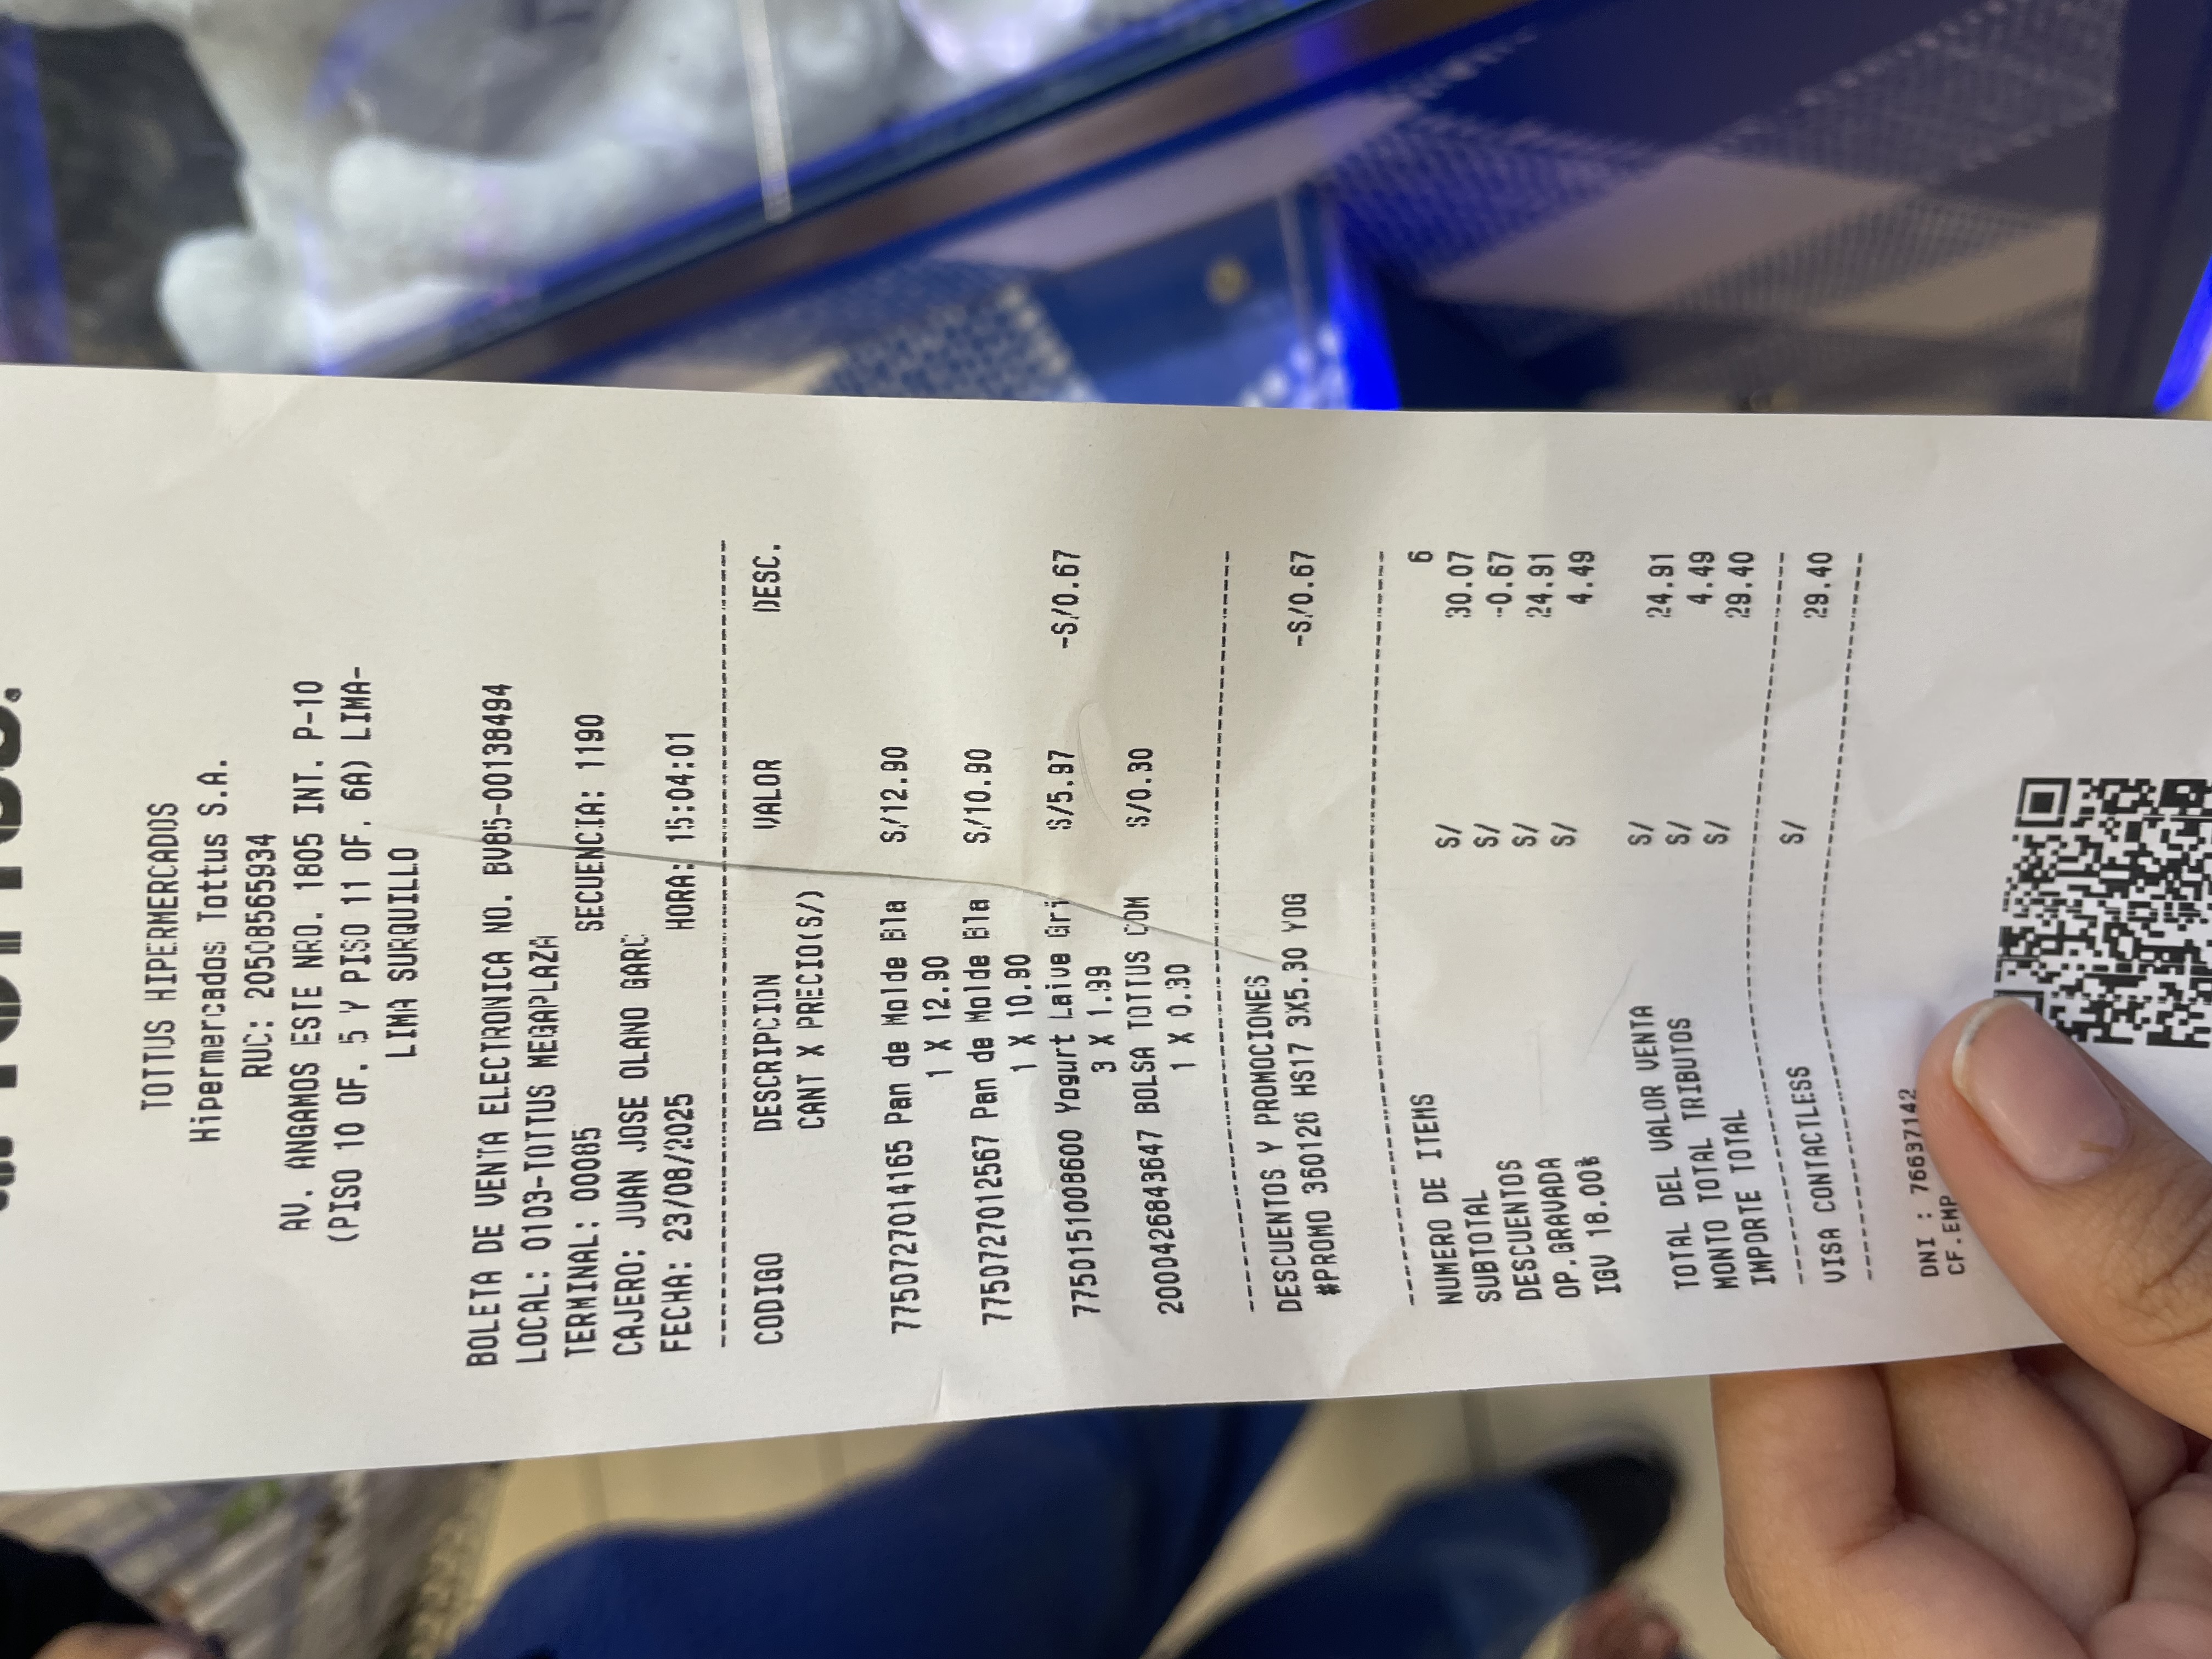 TOTTUS.
TOTTUS HIPERMERCADOS
Hipermercados Tottus S.A.
RUC: 20508565934
AV. ANGAMOS ESTE NRO. 1805 INT. P-10
(PISO 10 OF. 5 Y PISO 11 OF. 6A) LIMA-
LIMA SURQUILLO
BOLETA DE VENTA ELECTRONICA NO. BV85-00138494
LOCAL: 0103-TOTTUS MEGAPLAZA
TERMINAL: 00085 SECUENCIA: 1190
CAJERO: JUAN JOSE OLANO GARC
FECHA: 23/08/2025 HORA: 15:04:01
CODIGO DESCRIPCION VALOR DESC.
CANT X PRECIO(S/)
7750727014165 Pan de Molde Bla S/12.90
1 X 12.90
7750727012567 Pan de Molde Bla S/10.90
1 X 10.90
7750151008600 Yogurt Laive Gri S/5.97 -S/0.67
3 X 1.99
2000426843647 BOLSA TOTTUS COM S/0.30
1 X 0.30
DESCUENTOS Y PROMOCIONES
#PROMO 360126 HS17 3X5.30 YOG -S/0.67
NUMERO DE ITEMS 6
SUBTOTAL S/ 30.07
DESCUENTOS S/ -0.67
OP.GRAVADA S/ 24.91
IGV 18.00% S/ 4.49
TOTAL DEL VALOR VENTA S/ 24.91
MONTO TOTAL TRIBUTOS S/ 4.49
IMPORTE TOTAL S/ 29.40
VISA CONTACTLESS S/ 29.40
DNI : 76637142
CF.EMP